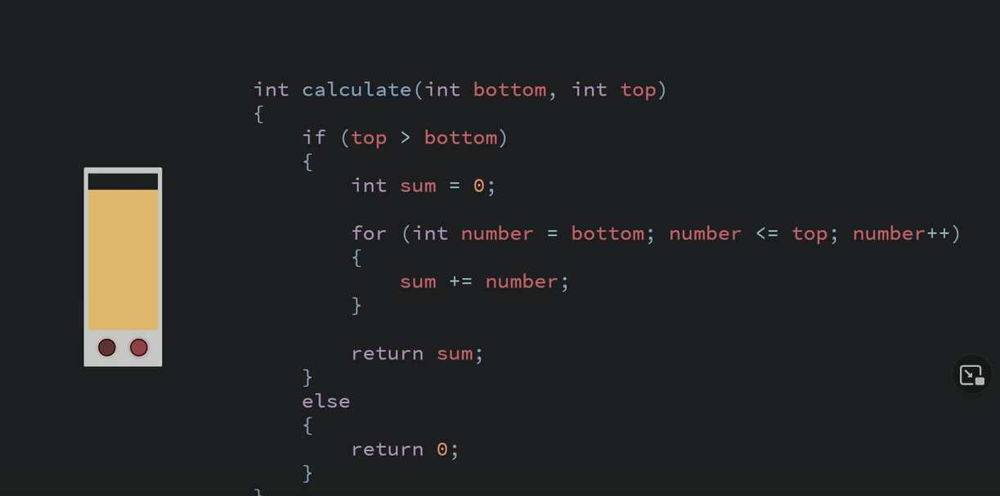 int calculate(int bottom, int top)
{
    if (top > bottom)
    {
        int sum = 0;

        for (int number = bottom; number <= top; number++)
        {
            sum += number;
        }

        return sum;
    }
    else
    {
        return 0;
    }
}